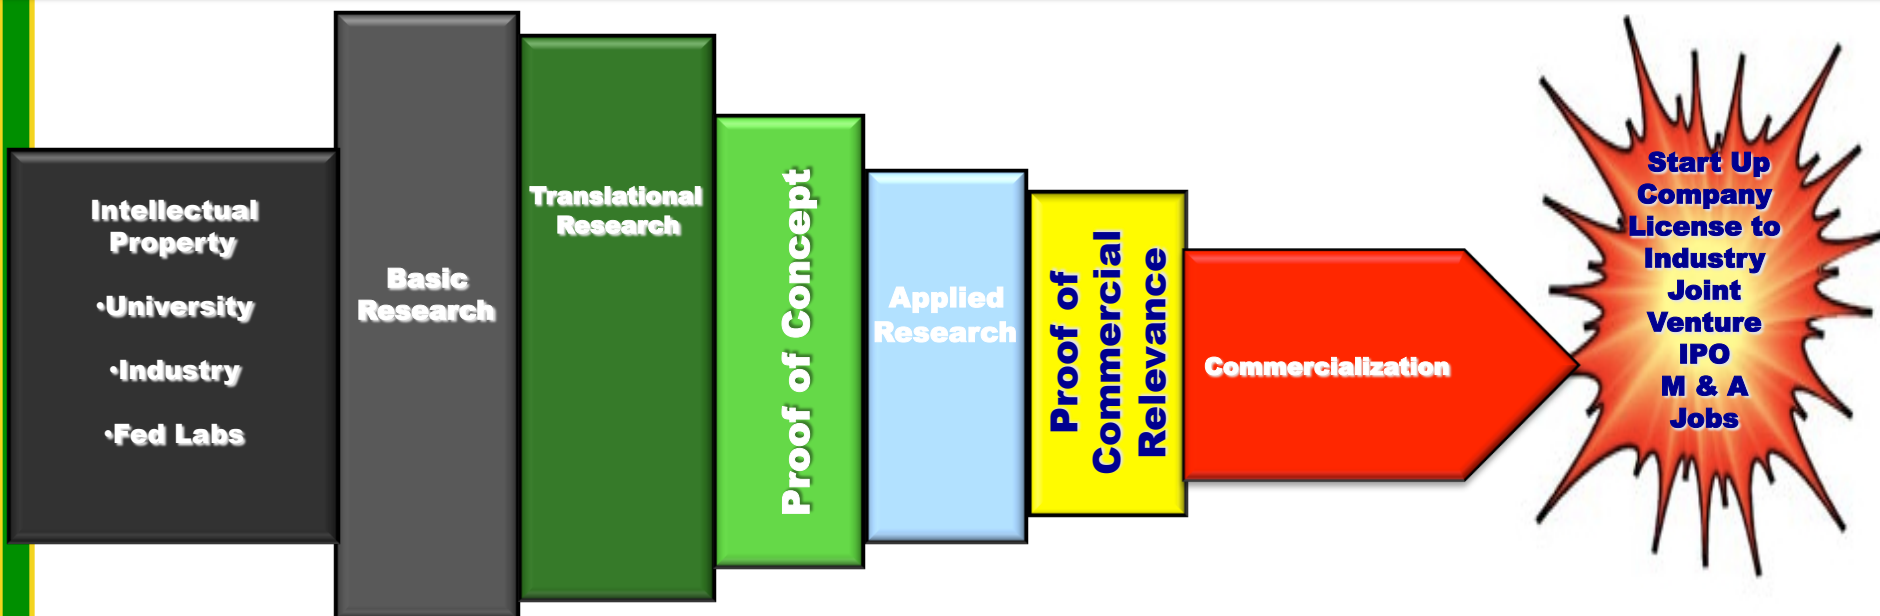 Intellectual
Property
•University
•Industry
•Fed Labs
Basic
Research
Translational
Research
Proof of Concept
Applied
Research
Proof of
Commercial
Relevance
Commercialization
Start Up
Company
License to
Industry
Joint
Venture
IPO
M & A
Jobs